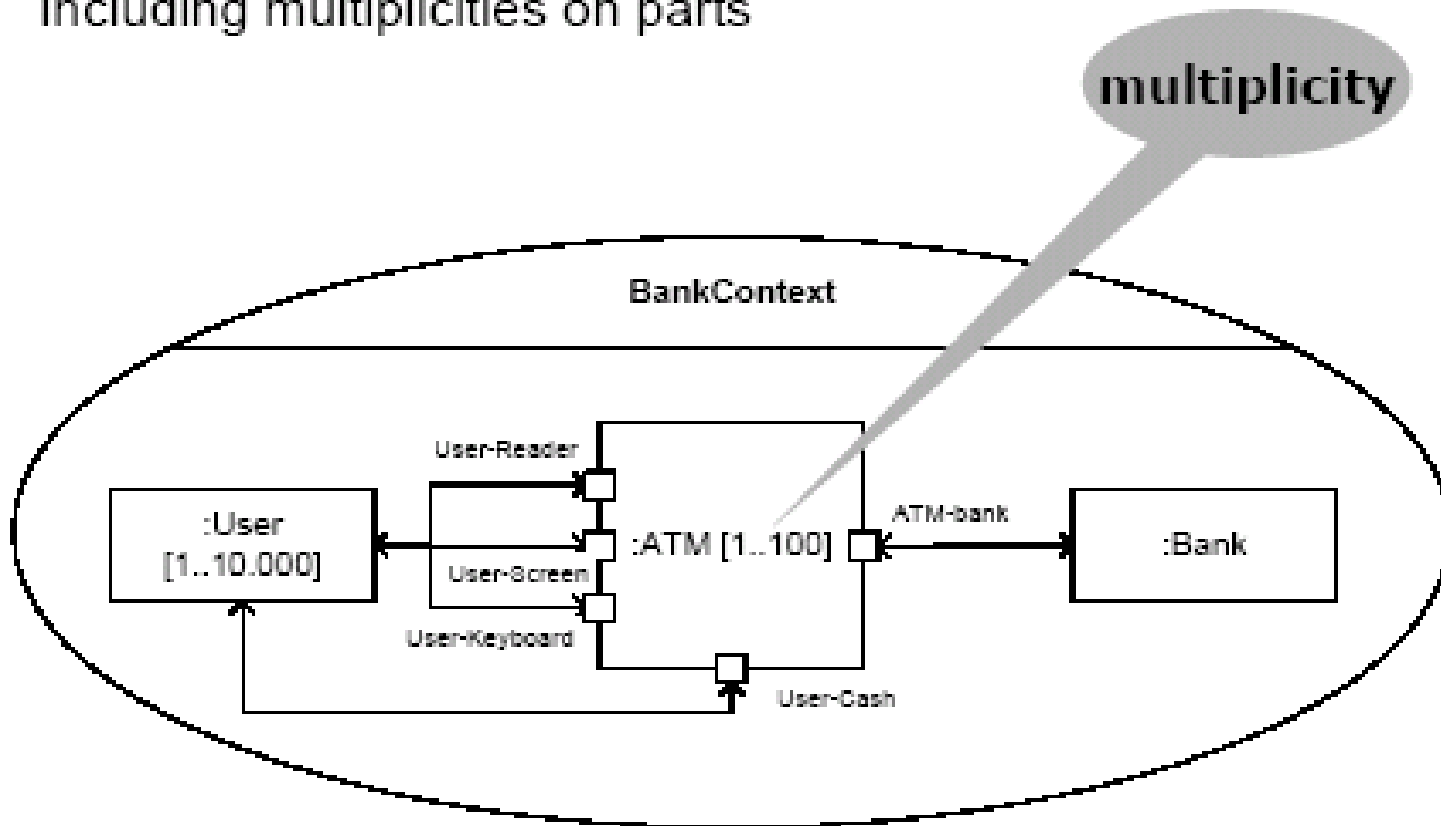 including multiplicities on parts
multiplicity
BankContext
User-Reader
:User
[1..10.000]
User-Screen
User-Keyboard
:ATM [1..100]
ATM-bank
:Bank
User-Cash